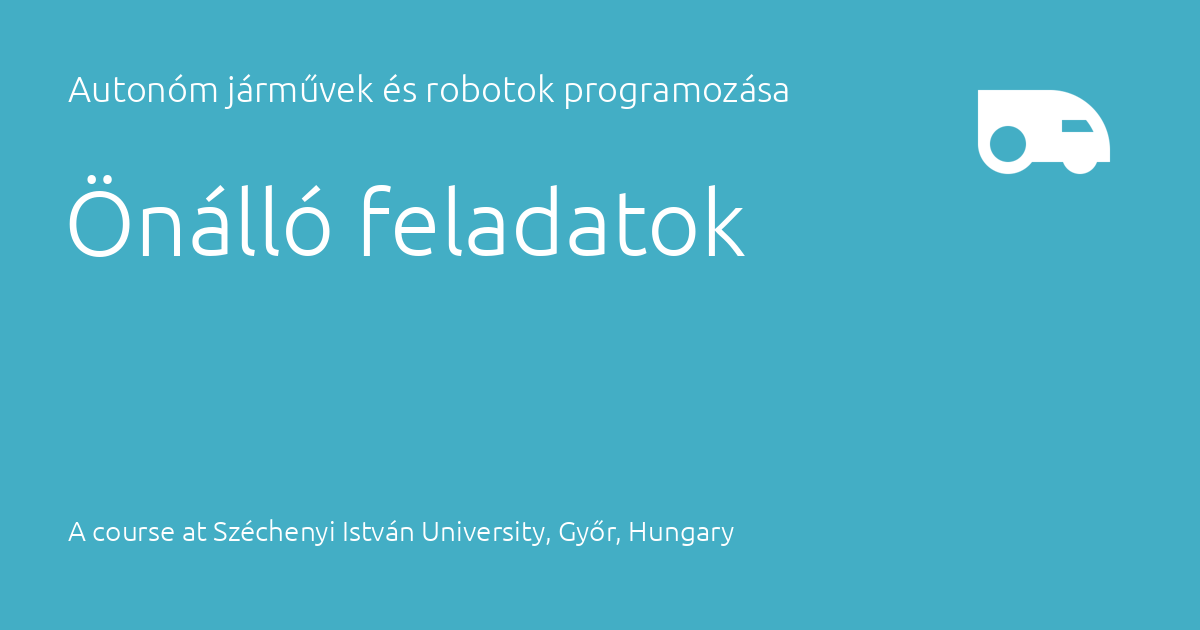 Autonóm járművek és robotok programozása
Önálló feladatok
A course at Széchenyi István University, Győr, Hungary